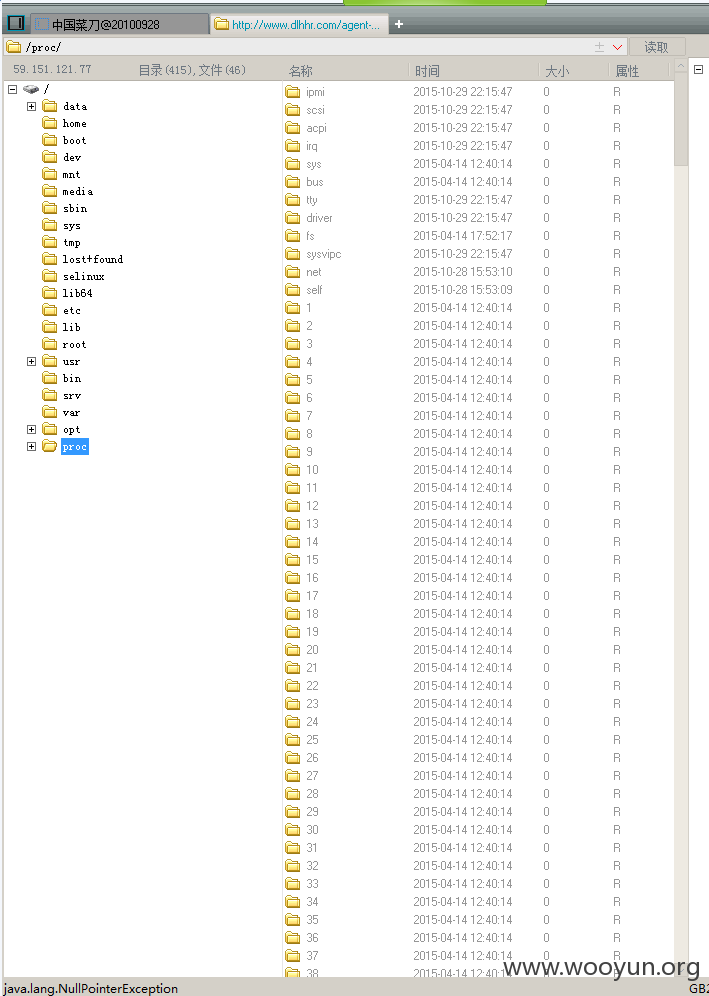 中国菜刀@20100928
http://www.dlhhr.com/agent-...
/proc/
读取
59.151.121.77 目录(415),文件(46)
名称 时间 大小 属性
/
data
home
boot
dev
mnt
media
sbin
sys
tmp
lost+found
selinux
lib64
etc
lib
root
usr
bin
srv
var
opt
proc
ipmi 2015-10-29 22:15:47 0 R
scsi 2015-10-29 22:15:47 0 R
acpi 2015-10-29 22:15:47 0 R
irq 2015-10-29 22:15:47 0 R
sys 2015-04-14 12:40:14 0 R
bus 2015-04-14 12:40:14 0 R
tty 2015-10-29 22:15:47 0 R
driver 2015-10-29 22:15:47 0 R
fs 2015-04-14 17:52:17 0 R
sysvipc 2015-10-29 22:15:47 0 R
net 2015-10-28 15:53:10 0 R
self 2015-10-28 15:53:09 0 R
1 2015-04-14 12:40:14 0 R
2 2015-04-14 12:40:14 0 R
3 2015-04-14 12:40:14 0 R
4 2015-04-14 12:40:14 0 R
5 2015-04-14 12:40:14 0 R
6 2015-04-14 12:40:14 0 R
7 2015-04-14 12:40:14 0 R
8 2015-04-14 12:40:14 0 R
9 2015-04-14 12:40:14 0 R
10 2015-04-14 12:40:14 0 R
11 2015-04-14 12:40:14 0 R
12 2015-04-14 12:40:14 0 R
13 2015-04-14 12:40:14 0 R
14 2015-04-14 12:40:14 0 R
15 2015-04-14 12:40:14 0 R
16 2015-04-14 12:40:14 0 R
17 2015-04-14 12:40:14 0 R
18 2015-04-14 12:40:14 0 R
19 2015-04-14 12:40:14 0 R
20 2015-04-14 12:40:14 0 R
21 2015-04-14 12:40:14 0 R
22 2015-04-14 12:40:14 0 R
23 2015-04-14 12:40:14 0 R
24 2015-04-14 12:40:14 0 R
25 2015-04-14 12:40:14 0 R
26 2015-04-14 12:40:14 0 R
27 2015-04-14 12:40:14 0 R
28 2015-04-14 12:40:14 0 R
29 2015-04-14 12:40:14 0 R
30 2015-04-14 12:40:14 0 R
31 2015-04-14 12:40:14 0 R
32 2015-04-14 12:40:14 0 R
33 2015-04-14 12:40:14 0 R
34 2015-04-14 12:40:14 0 R
35 2015-04-14 12:40:14 0 R
36 2015-04-14 12:40:14 0 R
37 2015-04-14 12:40:14 0 R
38 2015-04-14 12:40:14 0 R
www.wooyun.org
java.lang.NullPointerException GB2